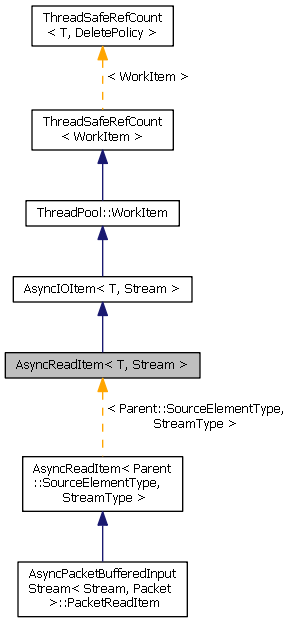 ThreadSafeRefCount
< T, DeletePolicy >
< WorkItem >
ThreadSafeRefCount
< WorkItem >
ThreadPool::WorkItem
AsyncIOItem< T, Stream >
AsyncReadItem< T, Stream >
< Parent::SourceElementType,
StreamType >
AsyncReadItem< Parent
::SourceElementType,
StreamType >
AsyncPacketBufferedInput
Stream< Stream, Packet
>::PacketReadItem